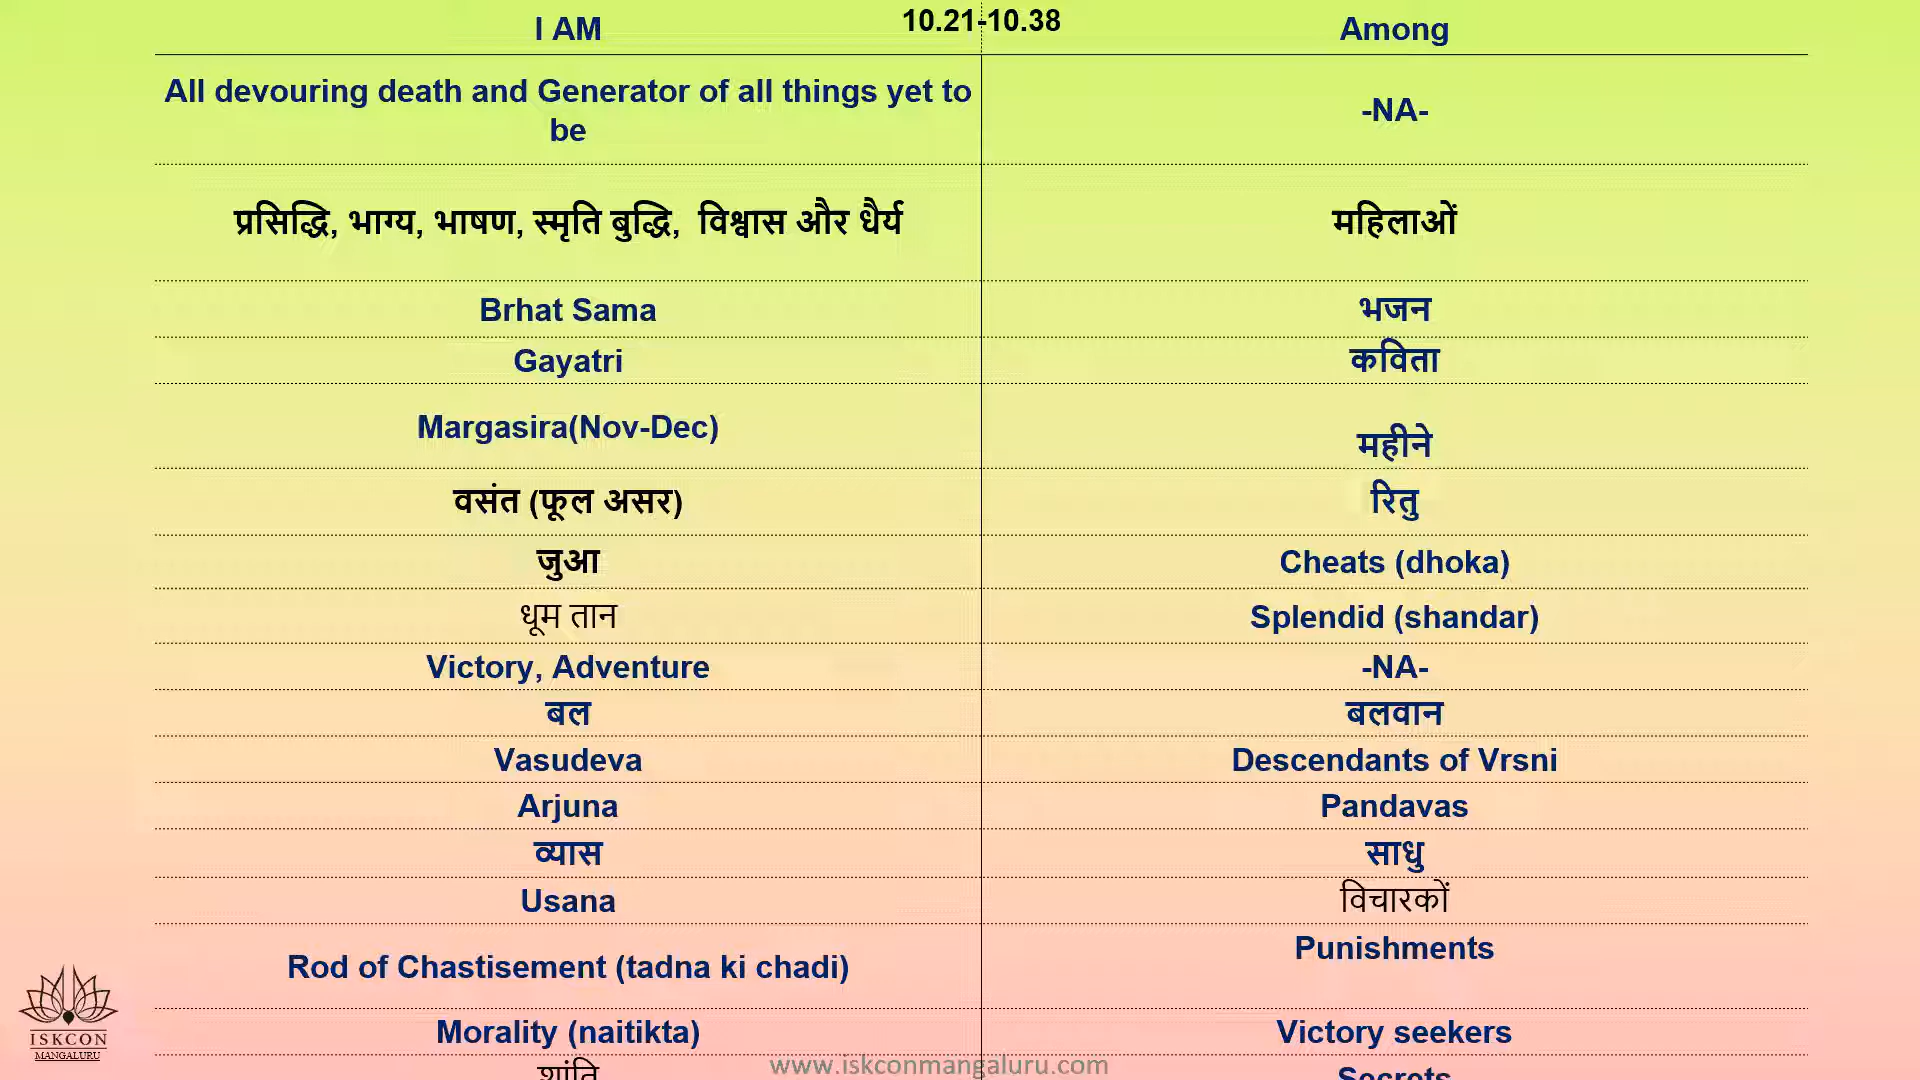 I AM
10.21-10.38
Among
All devouring death and Generator of all things yet to
be
-NA-
प्रसिद्धि, भाग्य, भाषण, स्मृति बुद्धि, विश्वास और धैर्य
महिलाओं
Brhat Sama
भजन
Gayatri
कविता
Margasira(Nov-Dec)
महीने
वसंत (फूल असर)
रितु
जुआ
Cheats (dhoka)
धूम तान
Splendid (shandar)
Victory, Adventure
-NA-
बल
बलवान
Vasudeva
Descendants of Vrsni
Arjuna
Pandavas
व्यास
साधु
Usana
विचारकों
Rod of Chastisement (tadna ki chadi)
Punishments
Morality (naitikta)
Victory seekers
शांति
Secrets
www.iskconmangaluru.com
ISKCON
MANGALURU